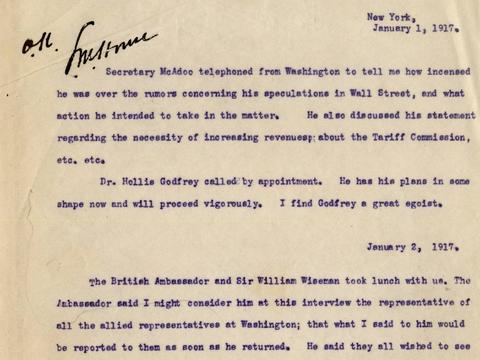 New York,
January 1, 1917.
O.K.
EMHouse
Secretary McAdoo telephoned from Washington to tell me how incensed
he was over the rumors concerning his speculations in Wall Street, and what
action he intended to take in the matter. He also discussed his statement
regarding the necessity of increasing revenues; about the Tariff Commission,
etc. etc.
Dr. Hollis Godfrey called by appointment. He has his plans in some
shape now and will proceed vigorously. I find Godfrey a great egoist.
January 2, 1917.
The British Ambassador and Sir William Wiseman took lunch with us. The
Ambassador said I might consider him at this interview the representative of
all the allied representatives at Washington; that what I said to him would
be reported to them as soon as he returned. He said they all wished to see